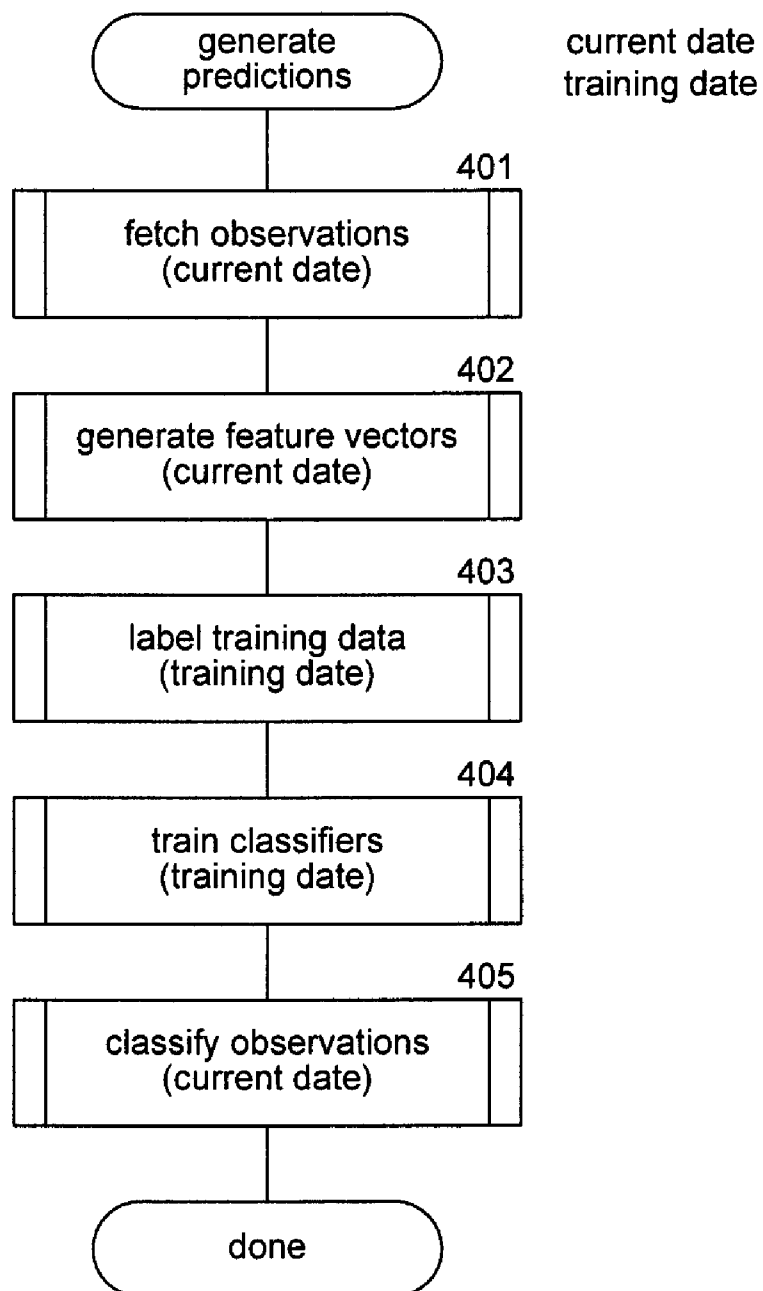 generate
predictions
current date
training date
401
fetch observations
(current date)
402
generate feature vectors
(current date)
403
label training data
(training date)
404
train classifiers
(training date)
405
classify observations
(current date)
done